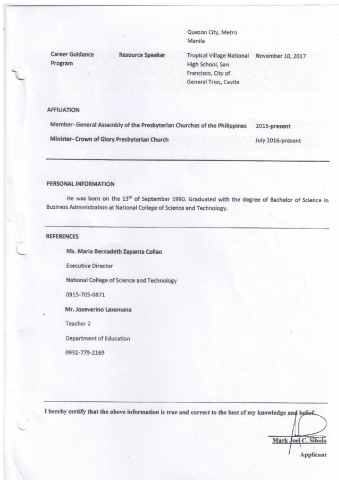 Quezon City, Metro
Manila
Career Guidance Resource Speaker Tropical Village National November 10, 2017
Program High School, San
Francisco, City of
General Trias, Cavite
AFFILIATION
Member- General Assembly of the Presbyterian Churches of the Philippines 2015-present
Minister- Crown of Glory Presbyterian Church July 2016-present
PERSONAL INFORMATION
He was born on the 13th of September 1990. Graduated with the degree of Bachelor of Science in
Business Administration at National College of Science and Technology.
REFERENCES
Ms. Maria Bernadeth Zapanta Collao
Executive Director
National College of Science and Technology
0915-705-0871
Mr. Joseverino Laxamana
Teacher 2
Department of Education
0932-779-2169
I hereby certify that the above information is true and correct to the best of my knowledge and belief.
Mark Joel C. Sibulo
Applicant